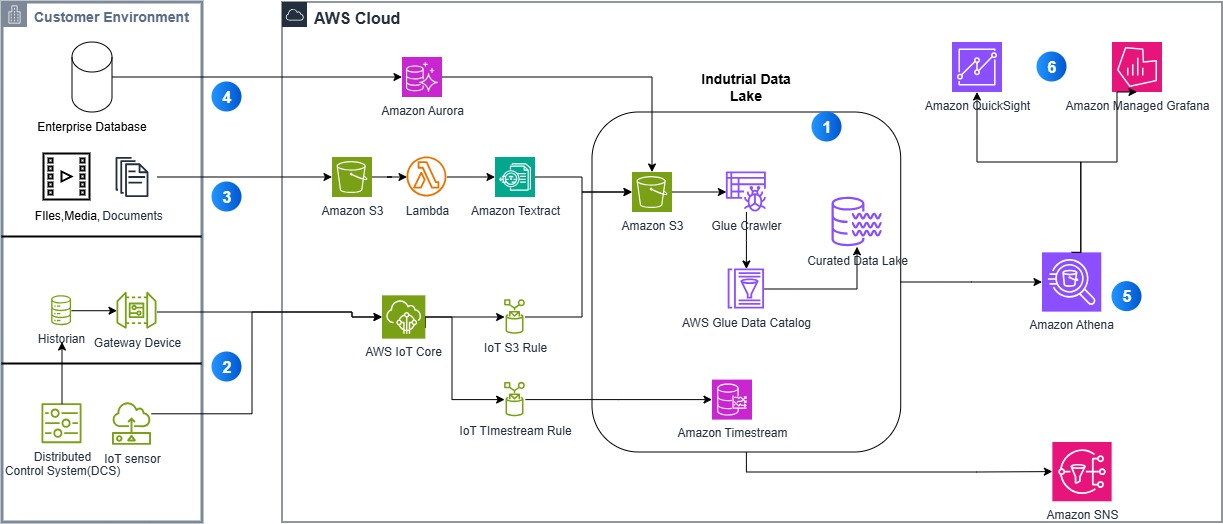 Customer Environment
AWS Cloud
Enterprise Database
4
Amazon Aurora
Indutrial Data
Lake
1
Amazon QuickSight
6
Amazon Managed Grafana
FIles,Media, Documents
3
Amazon S3
Lambda
Amazon Textract
Amazon S3
Glue Crawler
Curated Data Lake
AWS Glue Data Catalog
Historian
Gateway Device
2
AWS IoT Core
IoT S3 Rule
IoT TImestream Rule
Amazon Timestream
5
Amazon Athena
Distributed
Control System(DCS)
IoT sensor
Amazon SNS